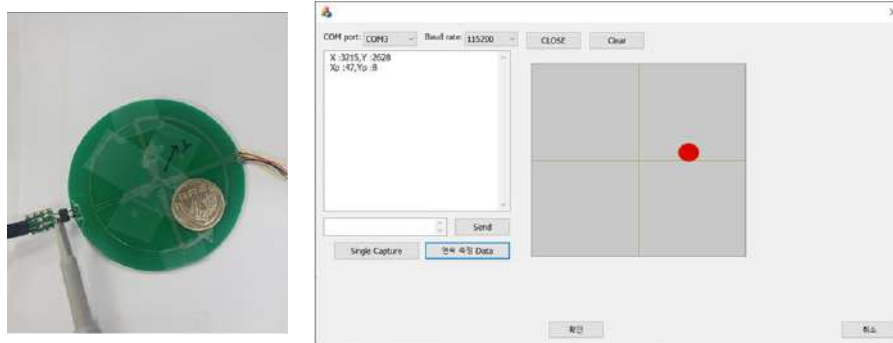 COM port: COM3
Baud rate: 115200
CLOSE
Clear
X :3215,Y :2628
Xp :47,Yp :8
Send
Single Capture
연속 측정 Data
확인
취소